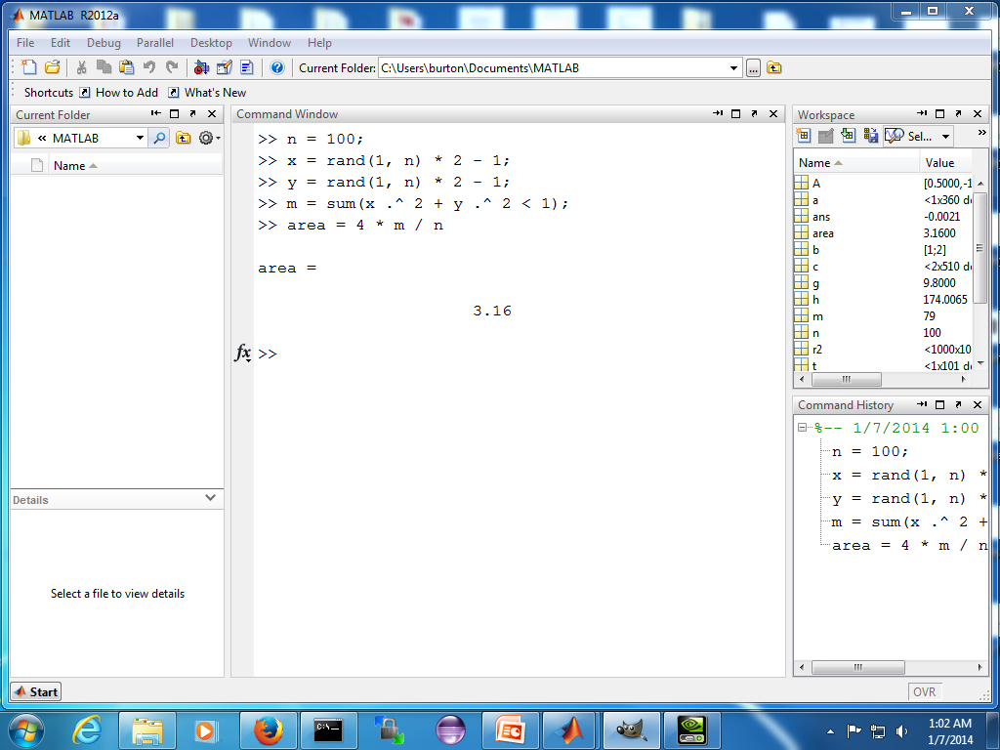 MATLAB R2012a
File Edit Debug Parallel Desktop Window Help
Current Folder: C:\Users\burton\Documents\MATLAB ...
Shortcuts How to Add What's New
Current Folder
« MATLAB
Name
Details
Select a file to view details
Command Window
>> n = 100;
>> x = rand(1, n) * 2 - 1;
>> y = rand(1, n) * 2 - 1;
>> m = sum(x .^ 2 + y .^ 2 < 1);
>> area = 4 * m / n
area =
3.16
fx >>
Workspace
Sel... »
Name Value
A [0.5000,-1
a <1x360 do
ans -0.0021
area 3.1600
b [1;2]
c <2x510 do
g 9.8000
h 174.0065
m 79
n 100
r2 <1000x10
t <1x101 do
Command History
%-- 1/7/2014 1:00
n = 100;
x = rand(1, n) *
y = rand(1, n) *
m = sum(x .^ 2 +
area = 4 * m / n
Start
OVR
C:\_
1:02 AM
1/7/2014